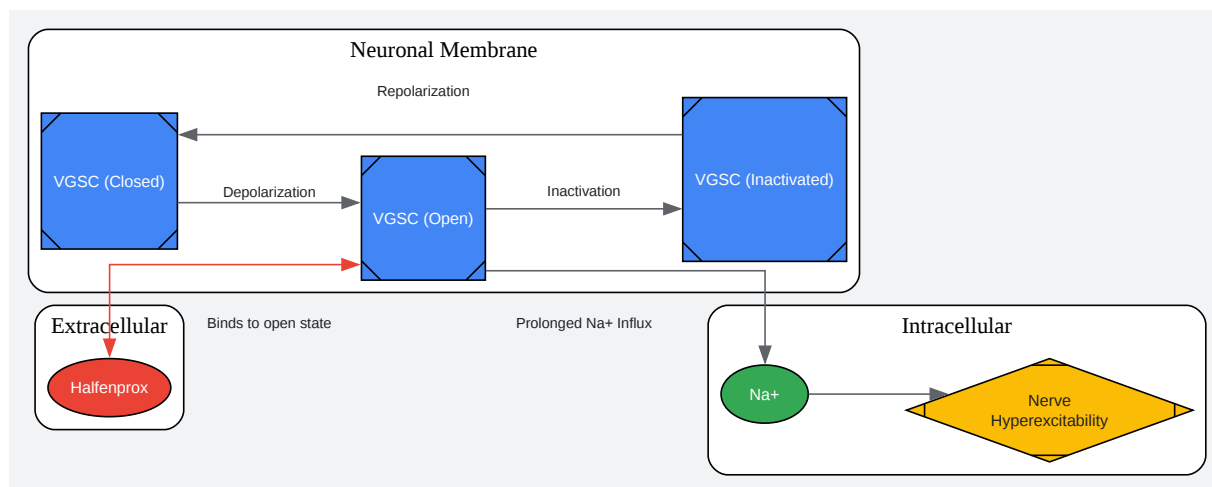 Neuronal Membrane
Repolarization
VGSC (Closed)
Depolarization
VGSC (Open)
Inactivation
VGSC (Inactivated)
Extracellular
Binds to open state
Prolonged Na+ Influx
Intracellular
Halfenprox
Na+
Nerve
Hyperexcitability